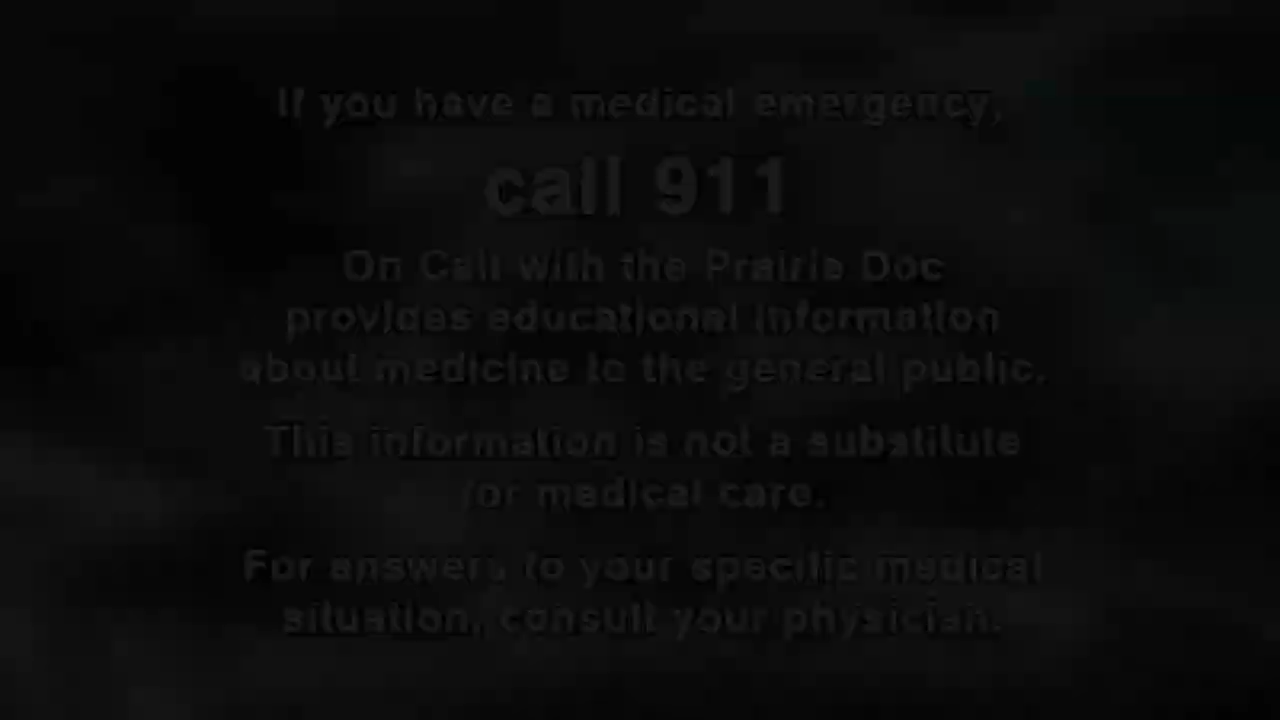 If you have a medical emergency,
call 911
On Call with the Prairie Doc
provides educational information
about medicine to the general public.
This information is not a substitute
for medical care.
For answers to your specific medical
situation, consult your physician.